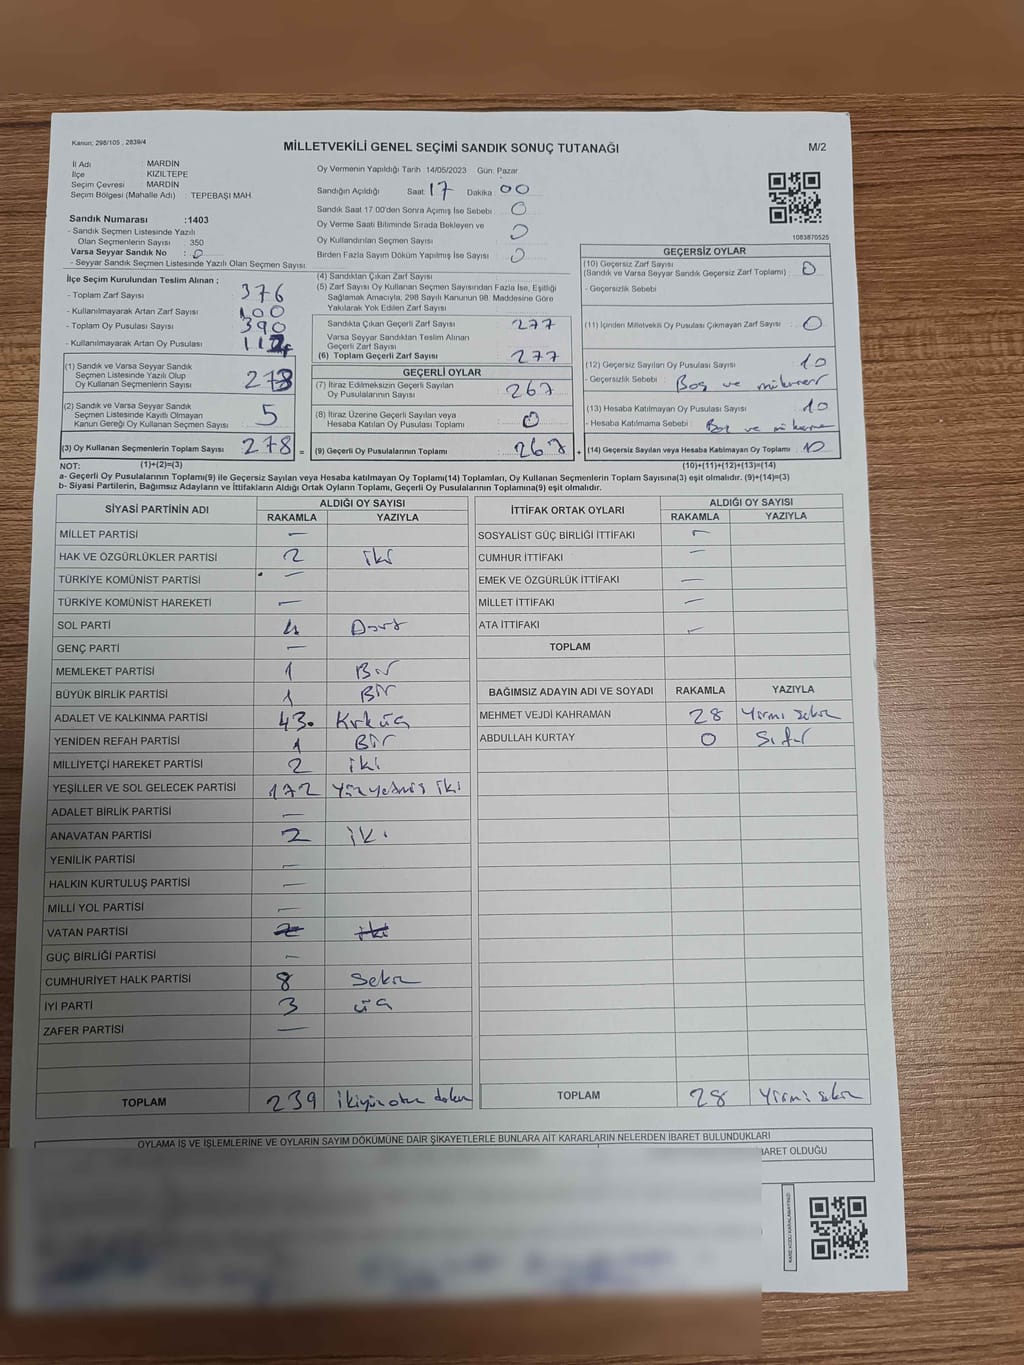 Kanun; 298/105 , 2839/4
MİLLETVEKİLİ GENEL SEÇİMİ SANDIK SONUÇ TUTANAĞI
M/2
İl Adı : MARDİN
İlçe : KIZILTEPE
Seçim Çevresi : MARDİN
Seçim Bölgesi (Mahalle Adı) : TEPEBAŞI MAH
Sandık Numarası :1403
- Sandık Seçmen Listesinde Yazılı
Olan Seçmenlerin Sayısı : 350
Varsa Seyyar Sandık No : 0
- Seyyar Sandık Seçmen Listesinde Yazılı Olan Seçmen Sayısı:
Oy Vermenin Yapıldığı Tarih 14/05/2023 Gün: Pazar
Sandığın Açıldığı Saat 17 Dakika 00
Sandık Saat 17.00'den Sonra Açımış İse Sebebi 0
Oy Verme Saati Bitiminde Sırada Bekleyen ve
Oy Kullandırılan Seçmen Sayısı 0
Birden Fazla Sayım Döküm Yapılmış İse Sayısı 0
1083870525
İlçe Seçim Kurulundan Teslim Alınan ;
- Toplam Zarf Sayısı : 376
- Kullanılmayarak Artan Zarf Sayısı : 100
- Toplam Oy Pusulası Sayısı : 390
- Kullanılmayarak Artan Oy Pusulası :
(1) Sandık ve Varsa Seyyar Sandık
Seçmen Listesinde Yazılı Olup
Oy Kullanan Seçmenlerin Sayısı
(2) Sandık ve Varsa Seyyar Sandık
Seçmen Listesinde Kayıtlı Olmayan
Kanun Gereği Oy Kullanan Seçmen Sayısı : 5
(3) Oy Kullanan Seçmenlerin Toplam Sayısı : 278 =
(4) Sandıktan Çıkan Zarf Sayısı
(5) Zarf Sayısı Oy Kullanan Seçmen Sayısından Fazla İse, Eşitliği
Sağlamak Amacıyla, 298 Sayılı Kanunun 98. Maddesine Göre
Yakılarak Yok Edilen Zarf Sayısı
Sandıkta Çıkan Geçerli Zarf Sayısı 277
Varsa Seyyar Sandıktan Teslim Alınan
Geçerli Zarf Sayısı
(6) Toplam Geçerli Zarf Sayısı : 277
GEÇERLİ OYLAR
(7) İtiraz Edilmeksizin Geçerli Sayılan
Oy Pusulalarının Sayısı : 267
(8) İtiraz Üzerine Geçerli Sayılan veya
Hesaba Katılan Oy Pusulası Toplamı : 0
(9) Geçerli Oy Pusulalarının Toplamı : 267 +
GEÇERSİZ OYLAR
(10) Geçersiz Zarf Sayısı
(Sandık ve Varsa Seyyar Sandık Geçersiz Zarf Toplamı) : 0
- Geçersizlik Sebebi
(11) İçinden Milletvekili Oy Pusulası Çıkmayan Zarf Sayısı : 0
(12) Geçersiz Sayılan Oy Pusulası Sayısı : 10
- Geçersizlik Sebebi : Boş ve
(13) Hesaba Katılmayan Oy Pusulası Sayısı : 10
- Hesaba Katılmama Sebebi : Boş ve
(14) Geçersiz Sayılan veya Hesaba Katılmayan Oy Toplamı : 10
NOT: (1)+(2)=(3) (10)+(11)+(12)+(13)=(14)
a- Geçerli Oy Pusulalarının Toplamı(9) ile Geçersiz Sayılan veya Hesaba katılmayan Oy Toplamı(14) Toplamları, Oy Kullanan Seçmenlerin Toplam Sayısına(3) eşit olmalıdır. (9)+(14)=(3)
b- Siyasi Partilerin, Bağımsız Adayların ve İttifakların Aldığı Ortak Oyların Toplamı, Geçerli Oy Pusulalarının Toplamına(9) eşit olmalıdır.
SİYASİ PARTİNİN ADI ALDIĞI OY SAYISI
RAKAMLA YAZIYLA
MİLLET PARTİSİ —
HAK VE ÖZGÜRLÜKLER PARTİSİ 2 iki
TÜRKİYE KOMÜNİST PARTİSİ —
TÜRKİYE KOMÜNİST HAREKETİ —
SOL PARTİ 4 Dört
GENÇ PARTİ —
MEMLEKET PARTİSİ 1 Bir
BÜYÜK BİRLİK PARTİSİ 1 Bir
ADALET VE KALKINMA PARTİSİ 43 Kırküç
YENİDEN REFAH PARTİSİ 1 Bir
MİLLİYETÇİ HAREKET PARTİSİ 2 iki
YEŞİLLER VE SOL GELECEK PARTİSİ 172 Yüzyetmiş iki
ADALET BİRLİK PARTİSİ —
ANAVATAN PARTİSİ 2 iki
YENİLİK PARTİSİ —
HALKIN KURTULUŞ PARTİSİ —
MİLLİ YOL PARTİSİ —
VATAN PARTİSİ 2 iki
GÜÇ BİRLİĞİ PARTİSİ —
CUMHURİYET HALK PARTİSİ 8 Sekiz
İYİ PARTİ 3 üç
ZAFER PARTİSİ —
TOPLAM 239 ikiyüz otuz dokuz
İTTİFAK ORTAK OYLARI ALDIĞI OY SAYISI
RAKAMLA YAZIYLA
SOSYALİST GÜÇ BİRLİĞİ İTTİFAKI —
CUMHUR İTTİFAKI —
EMEK VE ÖZGÜRLÜK İTTİFAKI —
MİLLET İTTİFAKI —
ATA İTTİFAKI —
TOPLAM
BAĞIMSIZ ADAYIN ADI VE SOYADI RAKAMLA YAZIYLA
MEHMET VEJDİ KAHRAMAN 28 Yirmi sekiz
ABDULLAH KURTAY 0 Sıfır
TOPLAM 28 Yirmi sekiz
OYLAMA İŞ VE İŞLEMLERİNE VE OYLARIN SAYIM DÖKÜMÜNE DAİR ŞİKAYETLERLE BUNLARA AİT KARARLARIN NELERDEN İBARET BULUNDUKLARI
BARET OLDUĞU